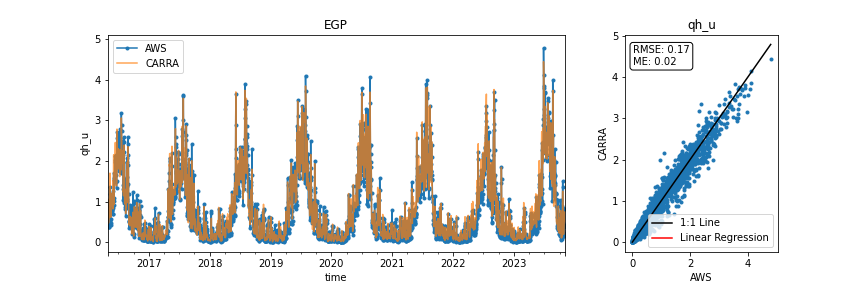 EGP
qh_u
5
4
3
2
1
0
qh_u
AWS
CARRA
2017
2018
2019
2020
2021
2022
2023
time
qh_u
RMSE: 0.17
ME: 0.02
5
4
3
2
1
0
CARRA
1:1 Line
Linear Regression
0
2
4
AWS